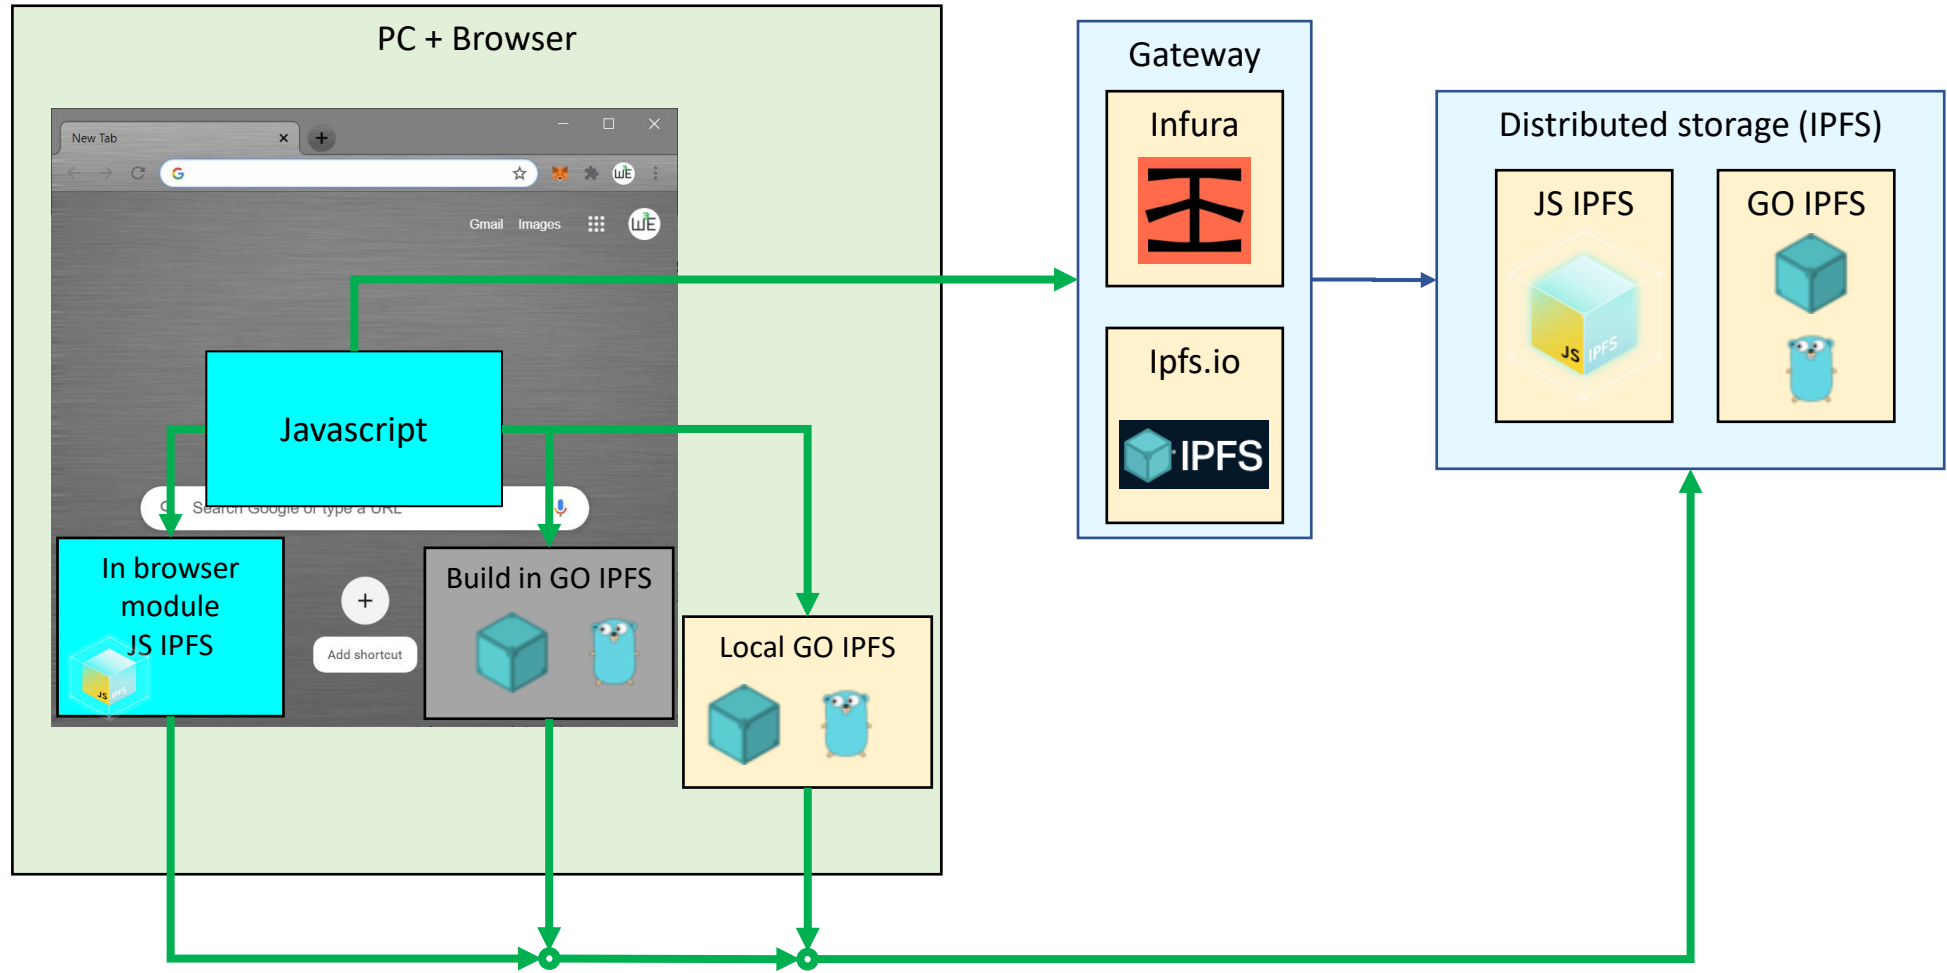 PC + Browser
New Tab
Gmail Images
Javascript
Search Google or type a URL
In browser
module
JS IPFS
JS IPFS
Add shortcut
Build in GO IPFS
Local GO IPFS
Gateway
Infura
Ipfs.io
IPFS
Distributed storage (IPFS)
JS IPFS
JS IPFS
GO IPFS